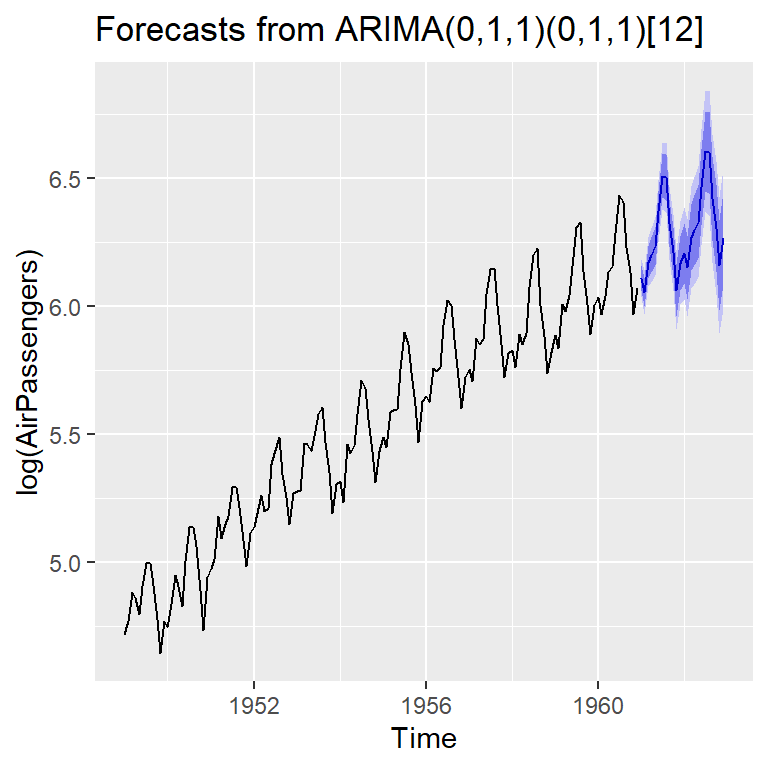 Forecasts from ARIMA(0,1,1)(0,1,1)[12]
log(AirPassengers)
6.5
6.0
5.5
5.0
1952 1956 1960
Time